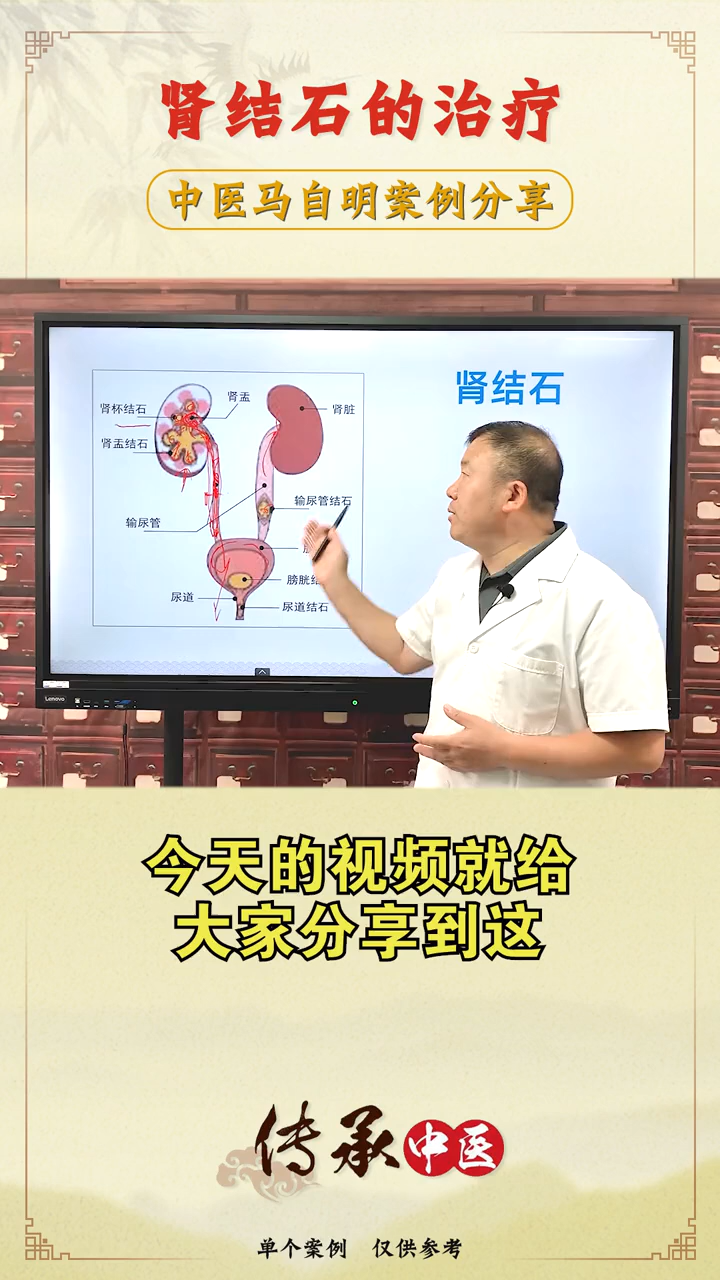 肾结石的治疗
中医马自明案例分享
肾结石
肾杯结石
肾盂
肾脏
肾盂结石
输尿管结石
输尿管
膀胱结
尿道
尿道结石
Lenovo
今天的视频就给
大家分享到这
传承中医
单个案例 仅供参考